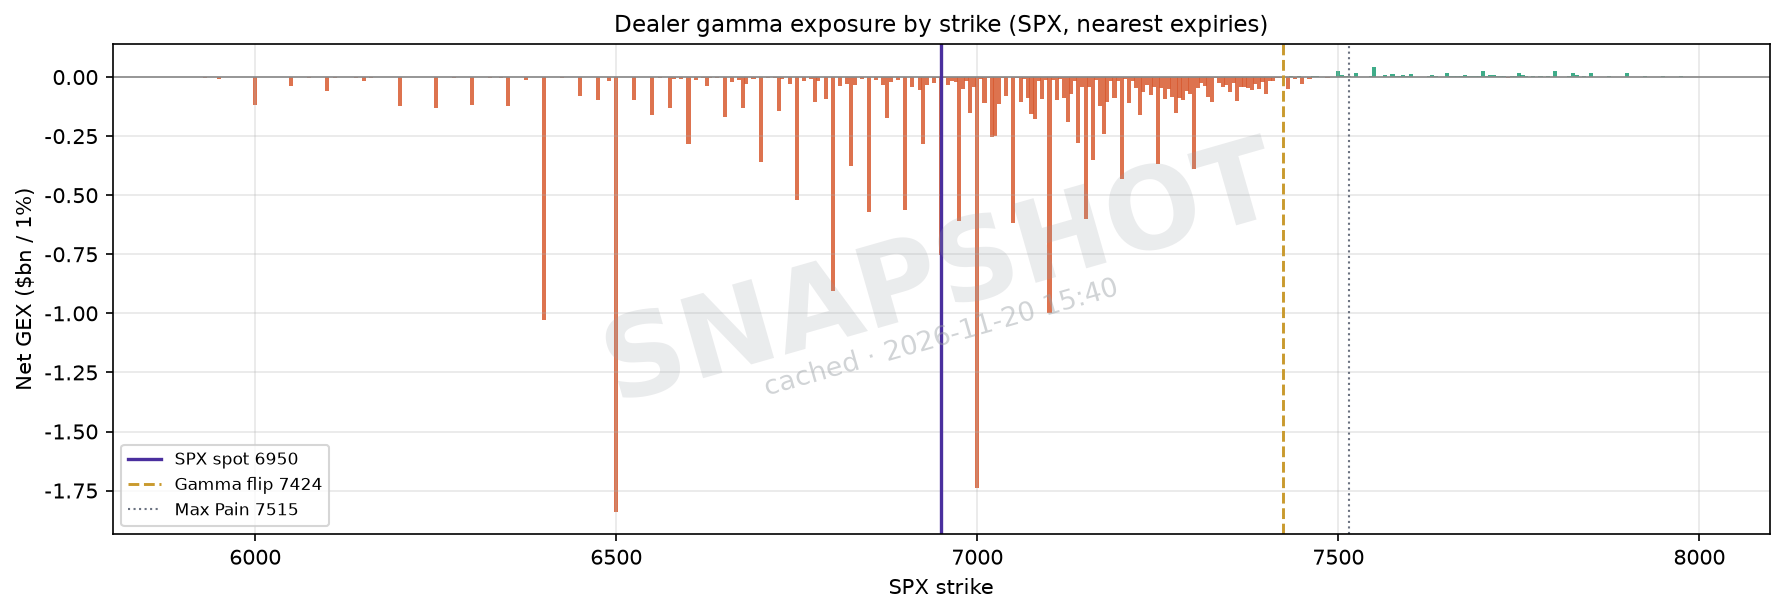 Dealer gamma exposure by strike (SPX, nearest expiries)
Net GEX ($bn / 1%)
0.00
-0.25
-0.50
-0.75
-1.00
-1.25
-1.50
-1.75
SNAPSHOT
cached · 2026-11-20 15:40
SPX spot 6950
Gamma flip 7424
Max Pain 7515
6000
6500
7000
7500
8000
SPX strike